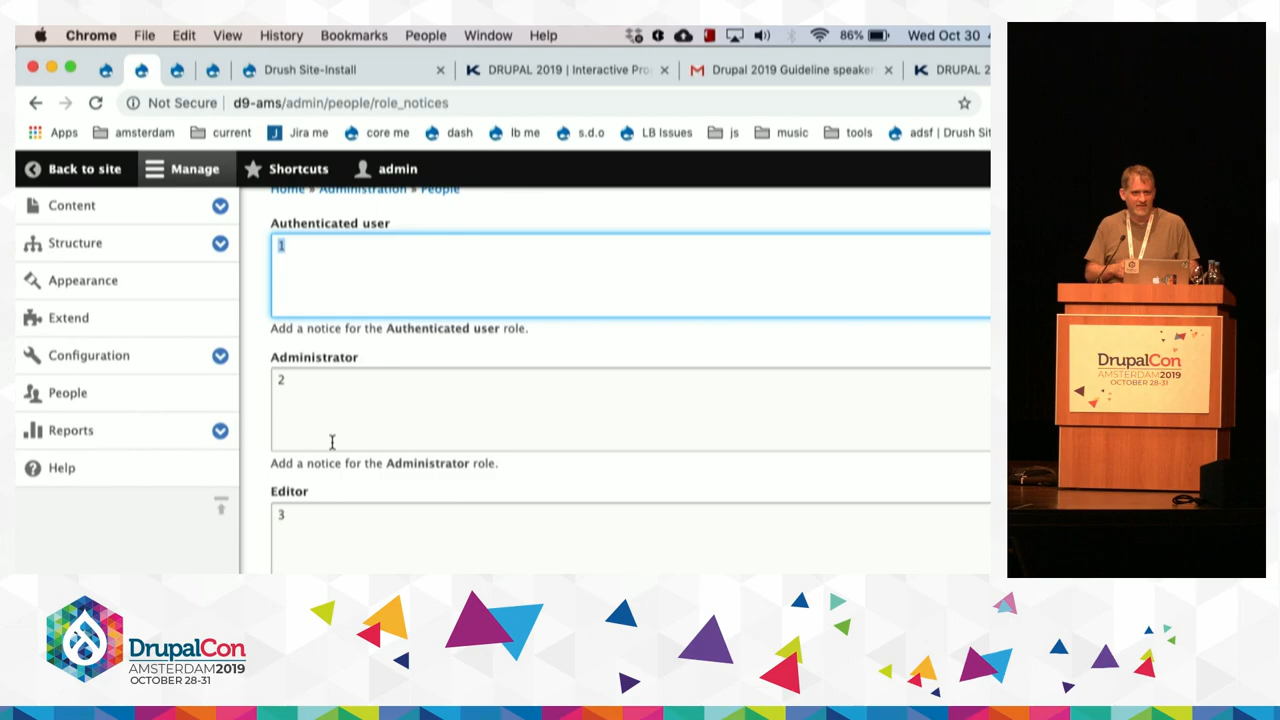 Chrome File Edit View History Bookmarks People Window Help 86% Wed Oct 30
Drush Site-Install
DRUPAL 2019 | Interactive Pro
Drupal 2019 Guideline speaker
DRUPAL 2
Not Secure d9-ams/admin/people/role_notices
Apps amsterdam current Jira me core me dash lb me s.d.o LB Issues js music tools adsf | Drush Sit
Back to site Manage Shortcuts admin
Home » Administration » People
Content
Structure
Appearance
Extend
Configuration
People
Reports
Help
Authenticated user
1
Add a notice for the Authenticated user role.
Administrator
2
Add a notice for the Administrator role.
Editor
3
DrupalCon
AMSTERDAM2019
OCTOBER 28-31
DrupalCon
AMSTERDAM2019
OCTOBER 28-31